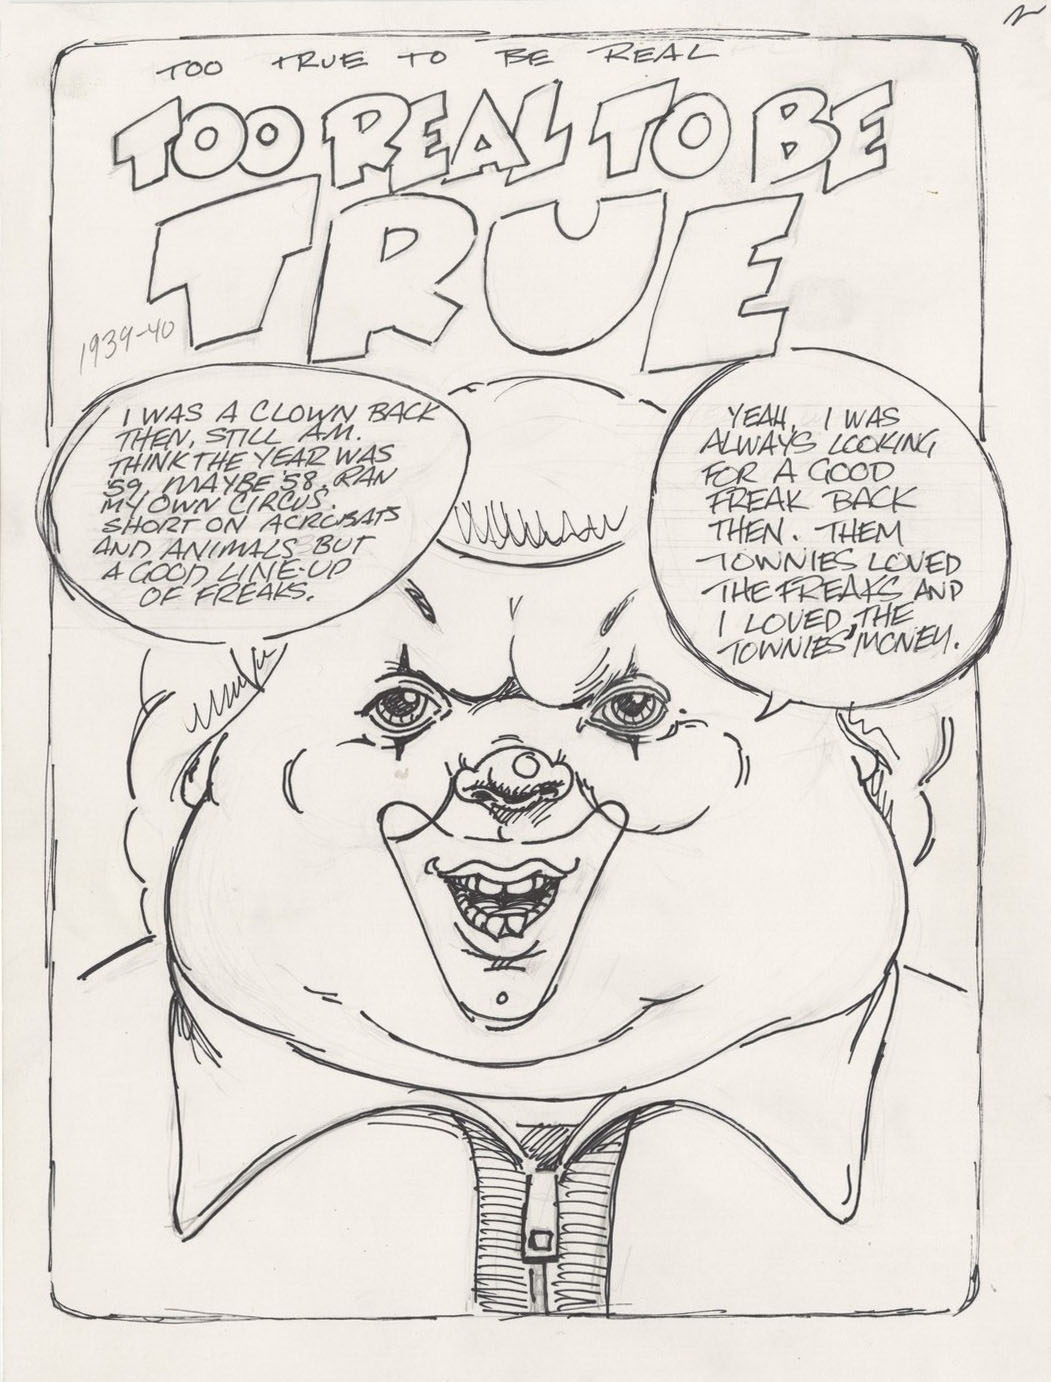 TOO TRUE TO BE REAL
TOO REAL TO BE
TRUE
1939-40
I WAS A CLOWN BACK
THEN, STILL AM.
THINK THE YEAR WAS
'59, MAYBE '58. RAN
MY OWN CIRCUS.
SHORT ON ACROBATS
AND ANIMALS BUT
A GOOD LINE-UP
OF FREAKS.
YEAH, I WAS
ALWAYS LOOKING
FOR A GOOD
FREAK BACK
THEN. THEM
TOWNIES LOVED
THE FREAKS AND
I LOVED THE
TOWNIES' MONEY.